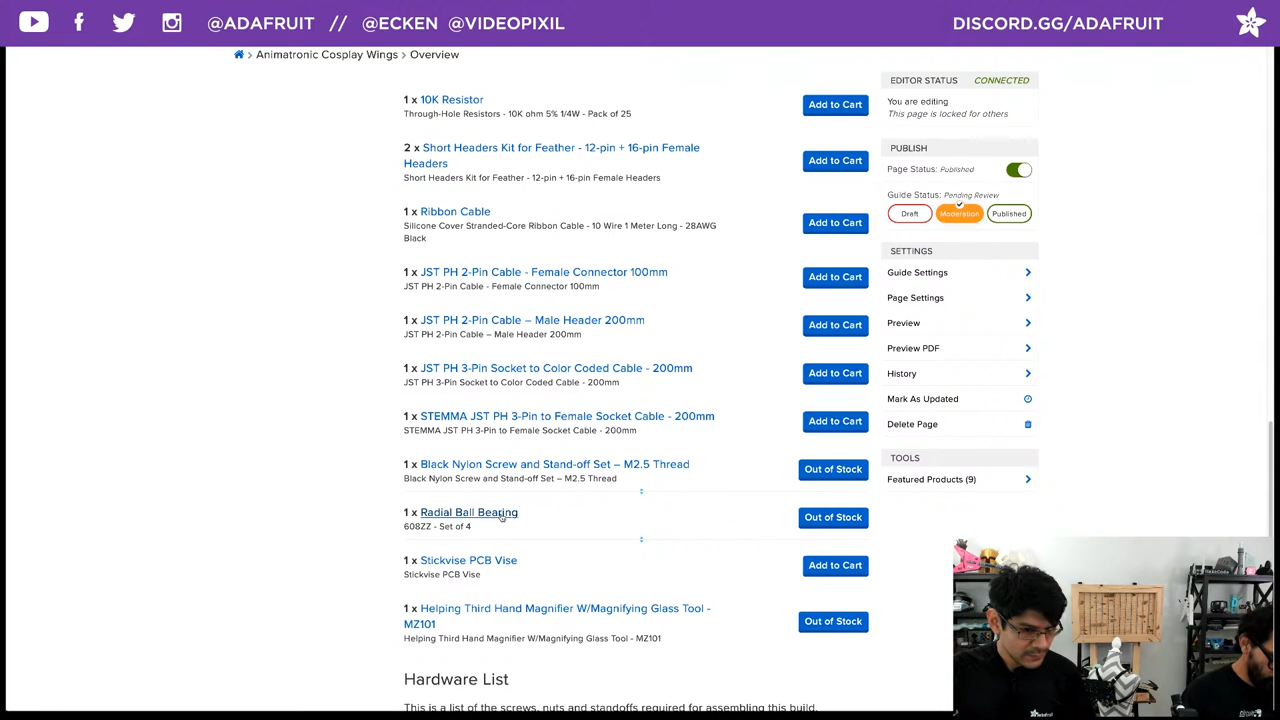 @ADAFRUIT // @ECKEN @VIDEOPIXIL
DISCORD.GG/ADAFRUIT
Animatronic Cosplay Wings > Overview
1 x 10K Resistor
Through-Hole Resistors - 10K ohm 5% 1/4W - Pack of 25
Add to Cart
2 x Short Headers Kit for Feather - 12-pin + 16-pin Female
Headers
Short Headers Kit for Feather - 12-pin + 16-pin Female Headers
Add to Cart
1 x Ribbon Cable
Silicone Cover Stranded-Core Ribbon Cable - 10 Wire 1 Meter Long - 28AWG
Black
Add to Cart
1 x JST PH 2-Pin Cable - Female Connector 100mm
JST PH 2-Pin Cable - Female Connector 100mm
Add to Cart
1 x JST PH 2-Pin Cable – Male Header 200mm
JST PH 2-Pin Cable – Male Header 200mm
Add to Cart
1 x JST PH 3-Pin Socket to Color Coded Cable - 200mm
JST PH 3-Pin Socket to Color Coded Cable - 200mm
Add to Cart
1 x STEMMA JST PH 3-Pin to Female Socket Cable - 200mm
STEMMA JST PH 3-Pin to Female Socket Cable - 200mm
Add to Cart
1 x Black Nylon Screw and Stand-off Set – M2.5 Thread
Black Nylon Screw and Stand-off Set – M2.5 Thread
Out of Stock
1 x Radial Ball Bearing
608ZZ - Set of 4
Out of Stock
1 x Stickvise PCB Vise
Stickvise PCB Vise
Add to Cart
1 x Helping Third Hand Magnifier W/Magnifying Glass Tool -
MZ101
Helping Third Hand Magnifier W/Magnifying Glass Tool - MZ101
Out of Stock
Hardware List
This is a list of the screws, nuts and standoffs required for assembling this build.
EDITOR STATUS CONNECTED
You are editing
This page is locked for others
PUBLISH
Page Status: Published
Guide Status: Pending Review
Draft
Moderation
Published
SETTINGS
Guide Settings
Page Settings
Preview
Preview PDF
History
Mark As Updated
Delete Page
TOOLS
Featured Products (9)